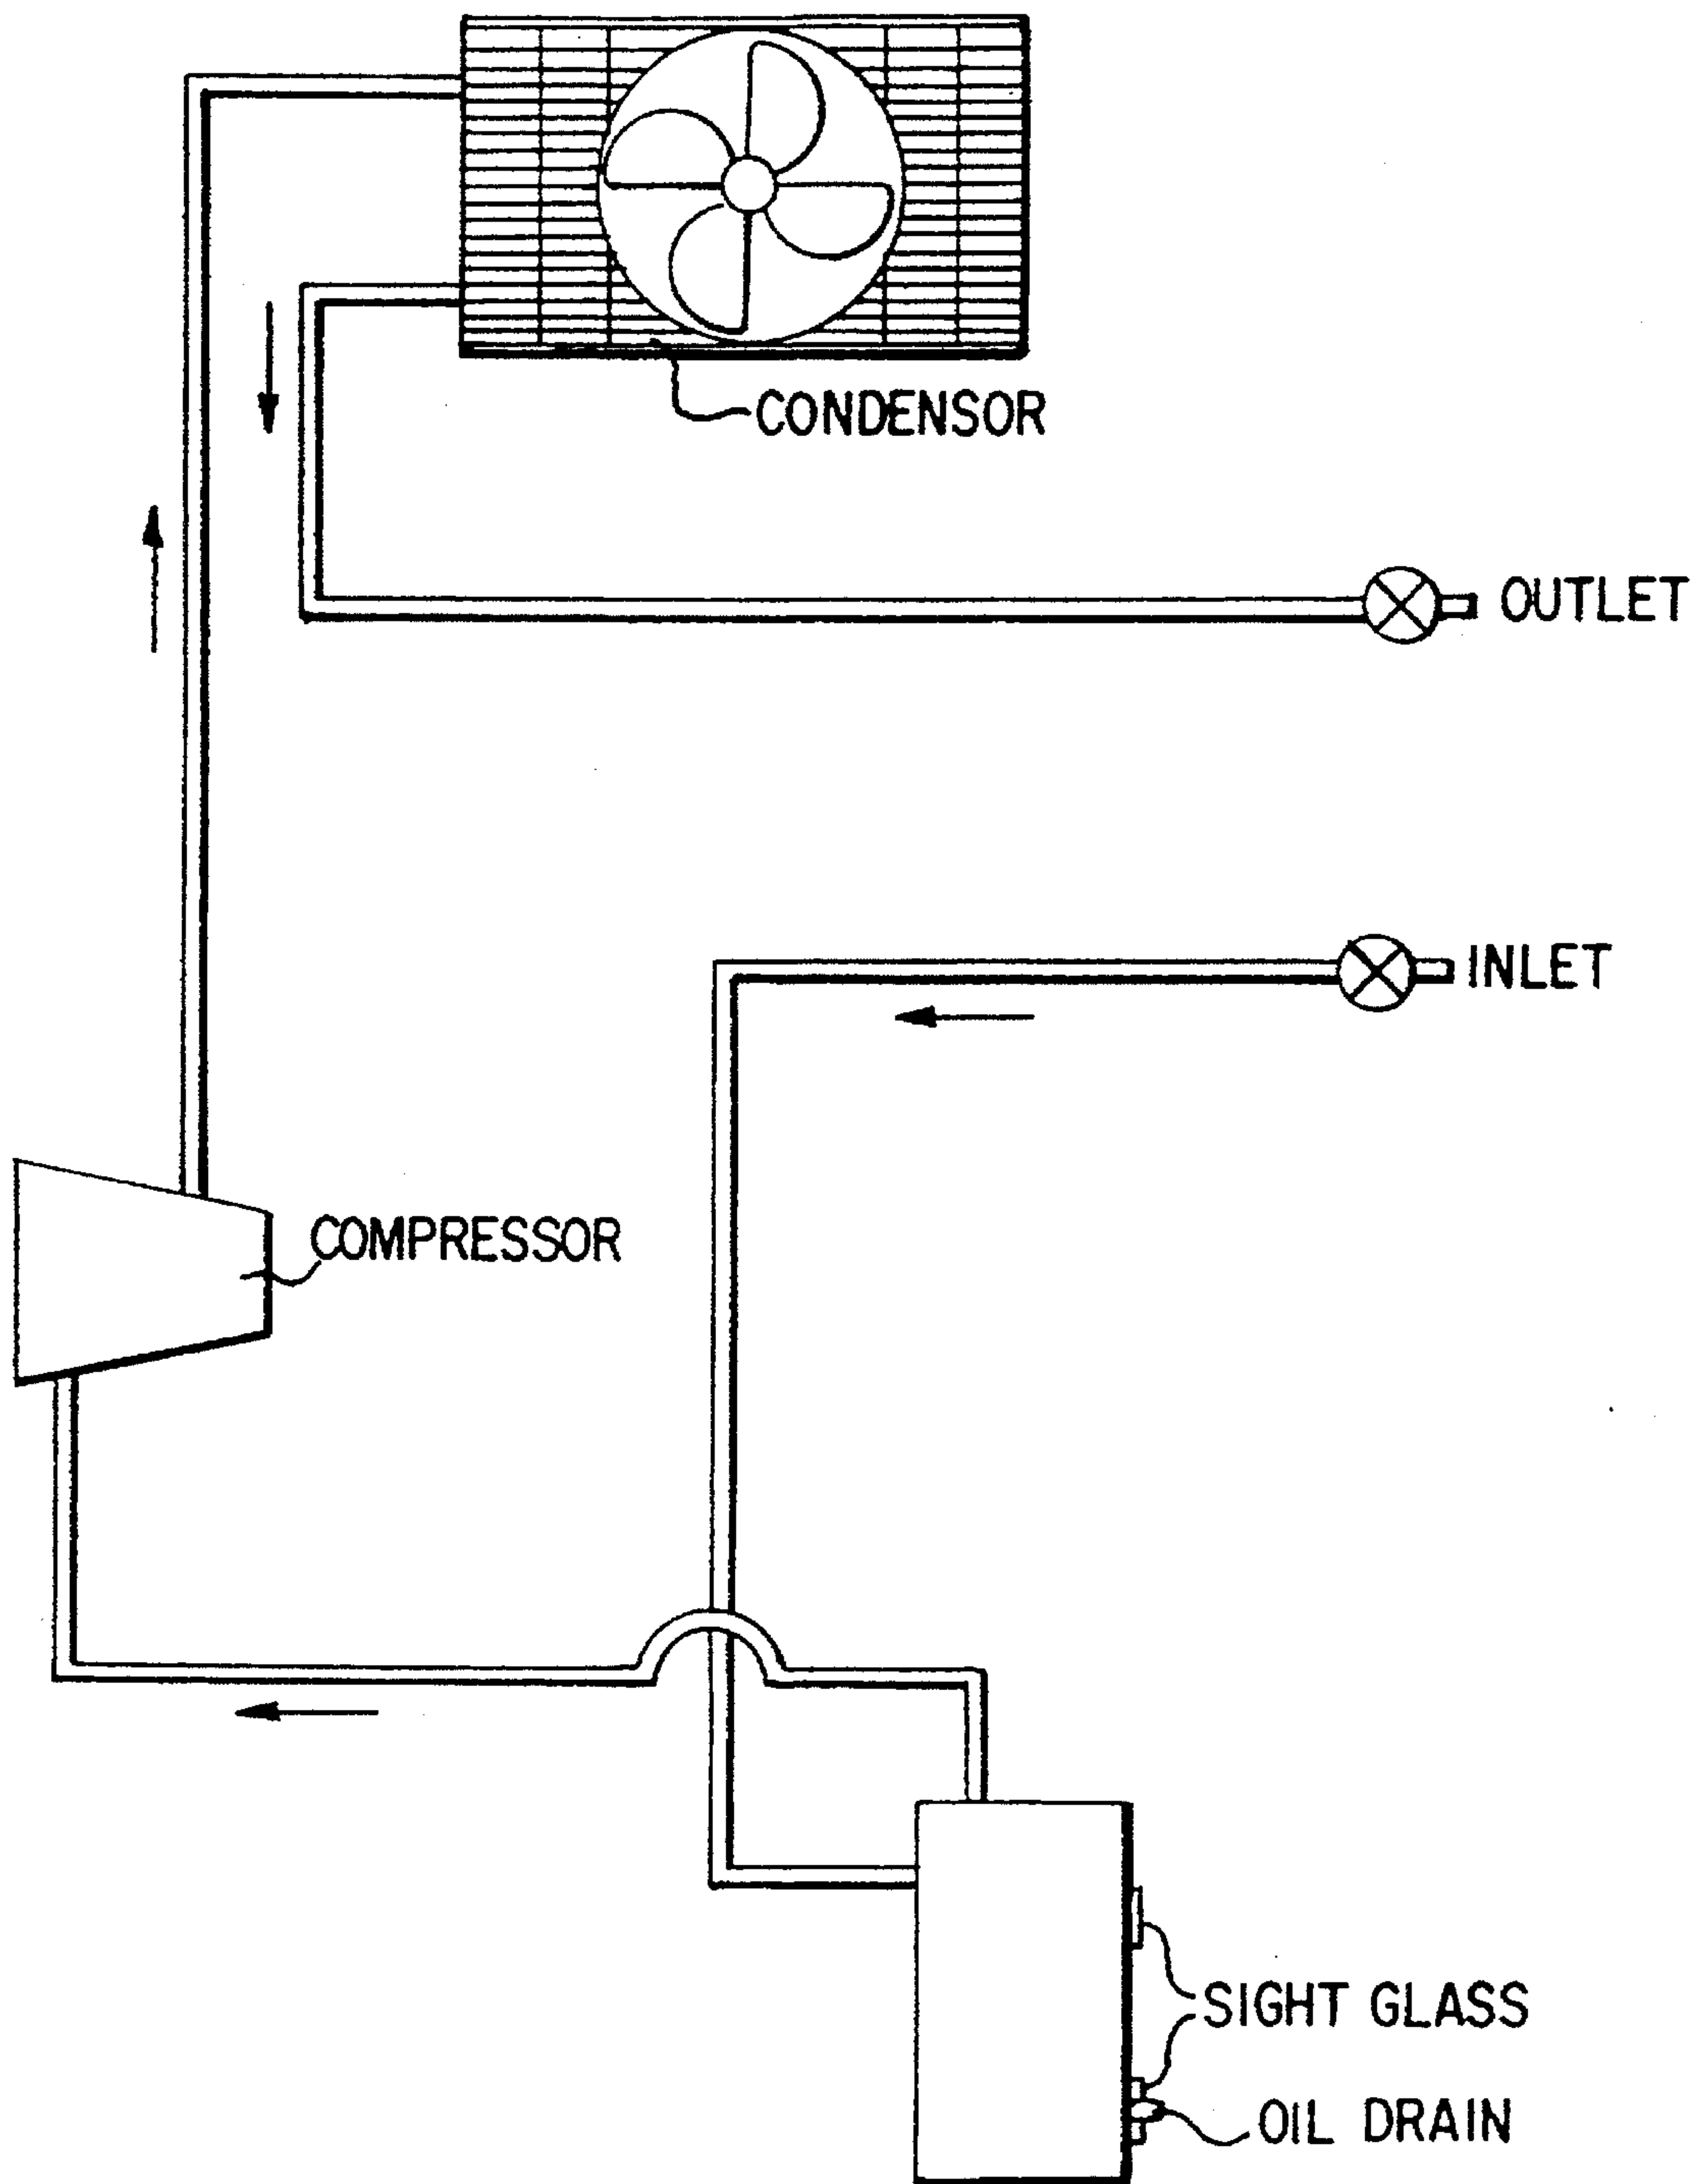 CONDENSOR
OUTLET
INLET
COMPRESSOR
SIGHT GLASS
OIL DRAIN